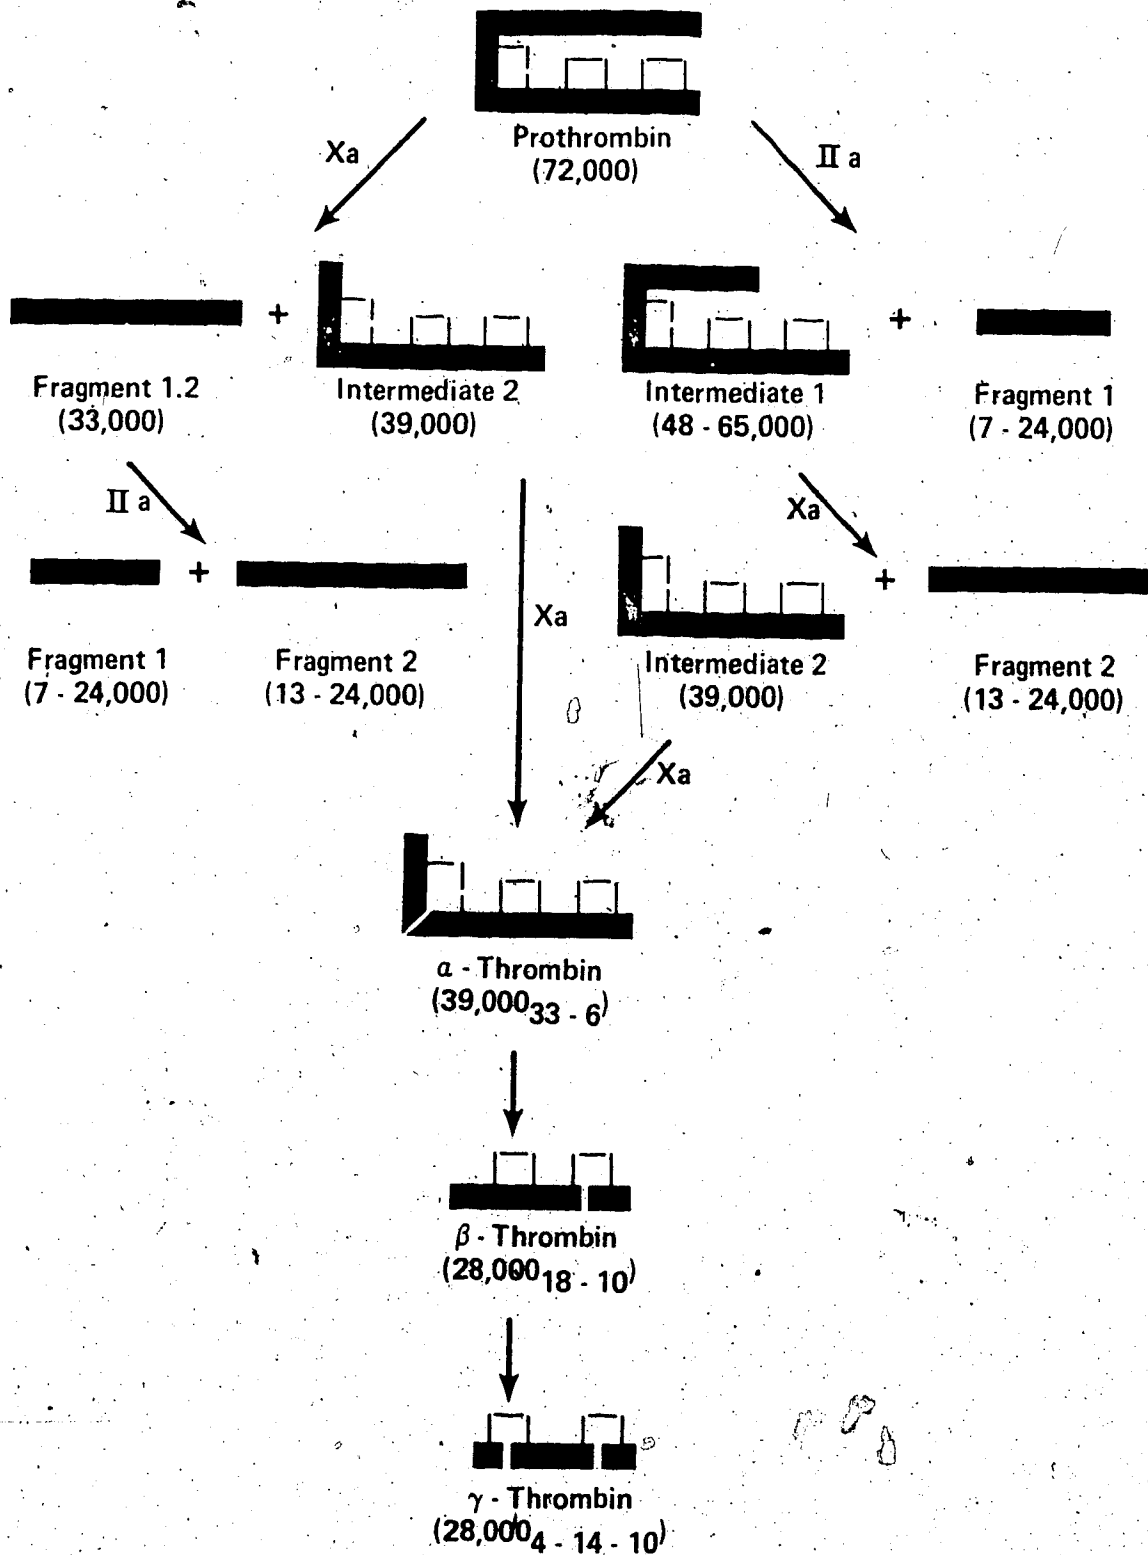 Prothrombin
(72,000)
Xa
II a
Fragment 1.2
(33,000)
+
Intermediate 2
(39,000)
Intermediate 1
(48 - 65,000)
+
Fragment 1
(7 - 24,000)
II a
Xa
Xa
Fragment 1
(7 - 24,000)
+
Fragment 2
(13 - 24,000)
Intermediate 2
(39,000)
+
Fragment 2
(13 - 24,000)
Xa
α - Thrombin
(39,000 33 - 6)
β - Thrombin
(28,000 18 - 10)
γ - Thrombin
(28,000 4 - 14 - 10)